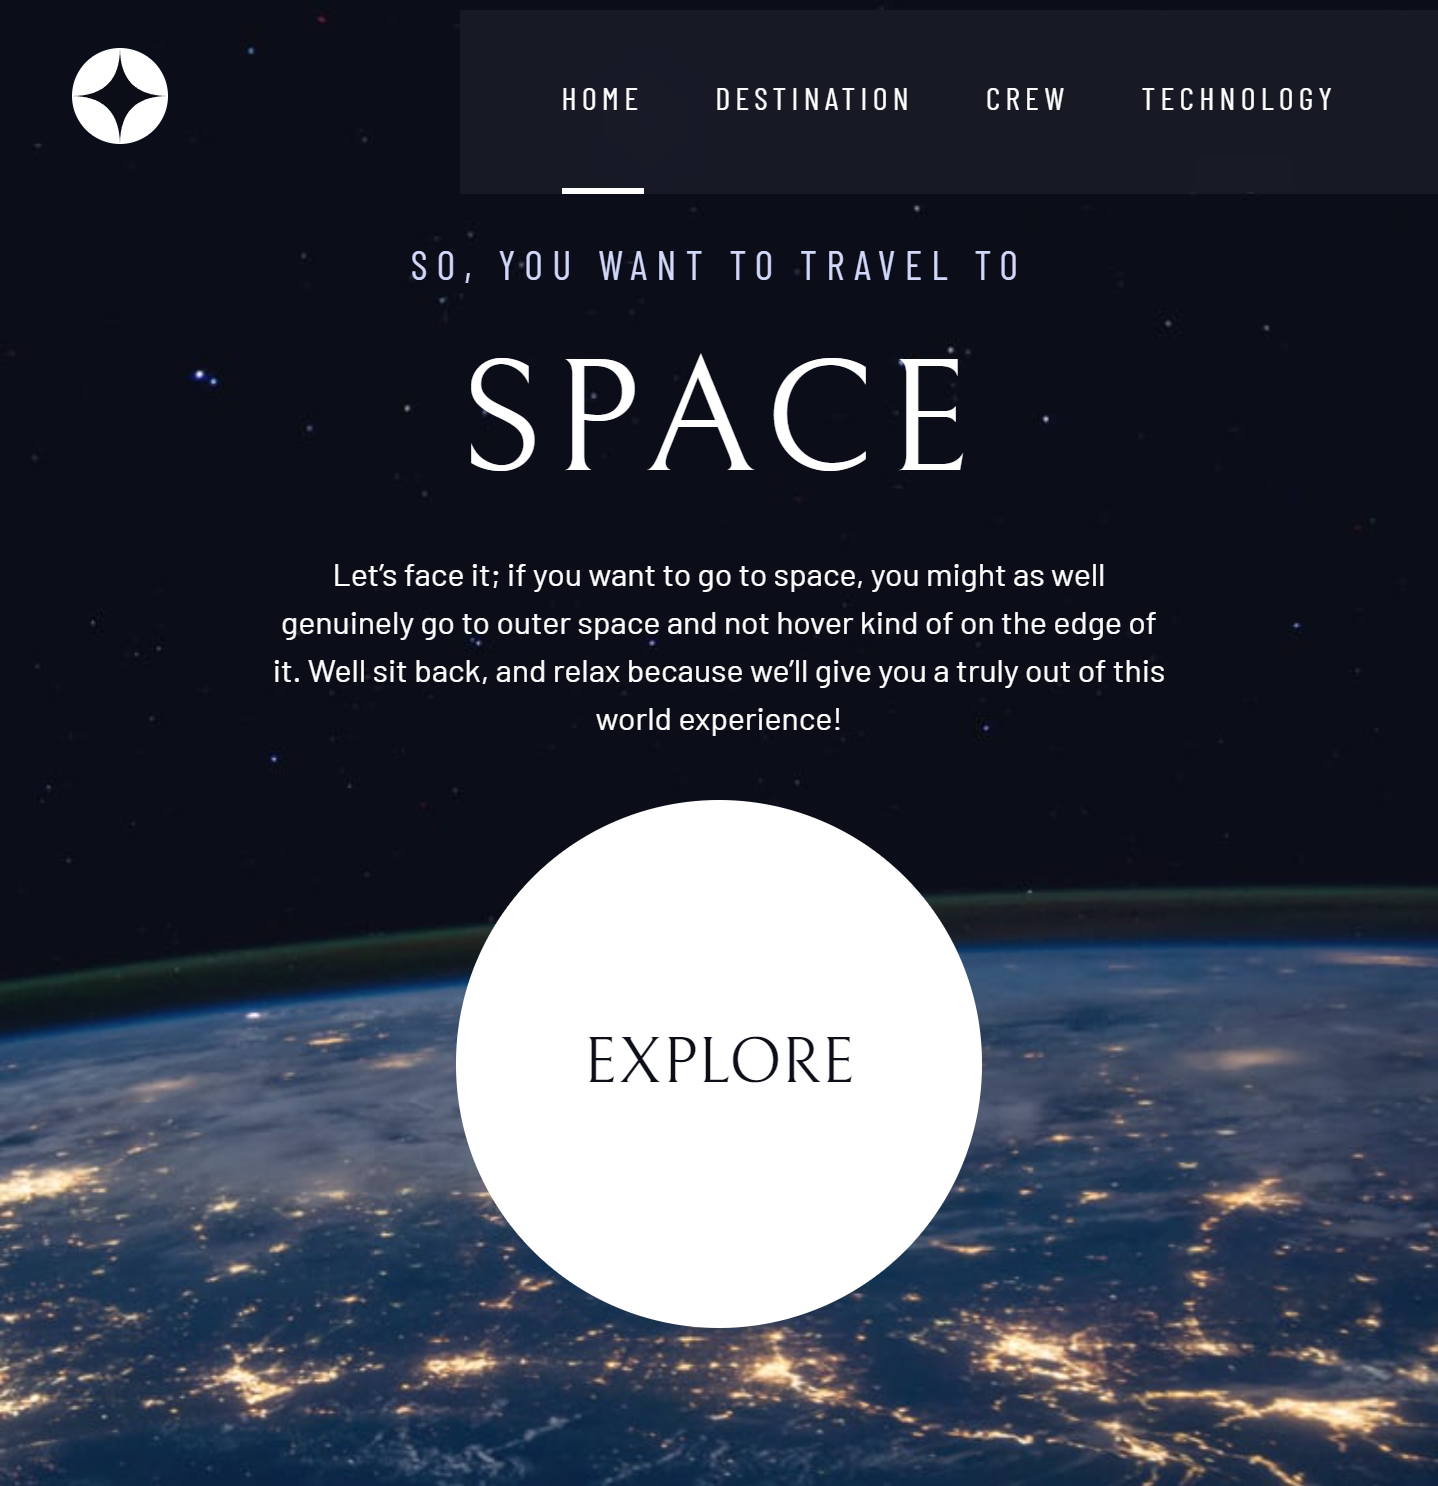 HOME DESTINATION CREW TECHNOLOGY
SO, YOU WANT TO TRAVEL TO
SPACE
Let’s face it; if you want to go to space, you might as well
genuinely go to outer space and not hover kind of on the edge of
it. Well sit back, and relax because we’ll give you a truly out of this
world experience!
EXPLORE